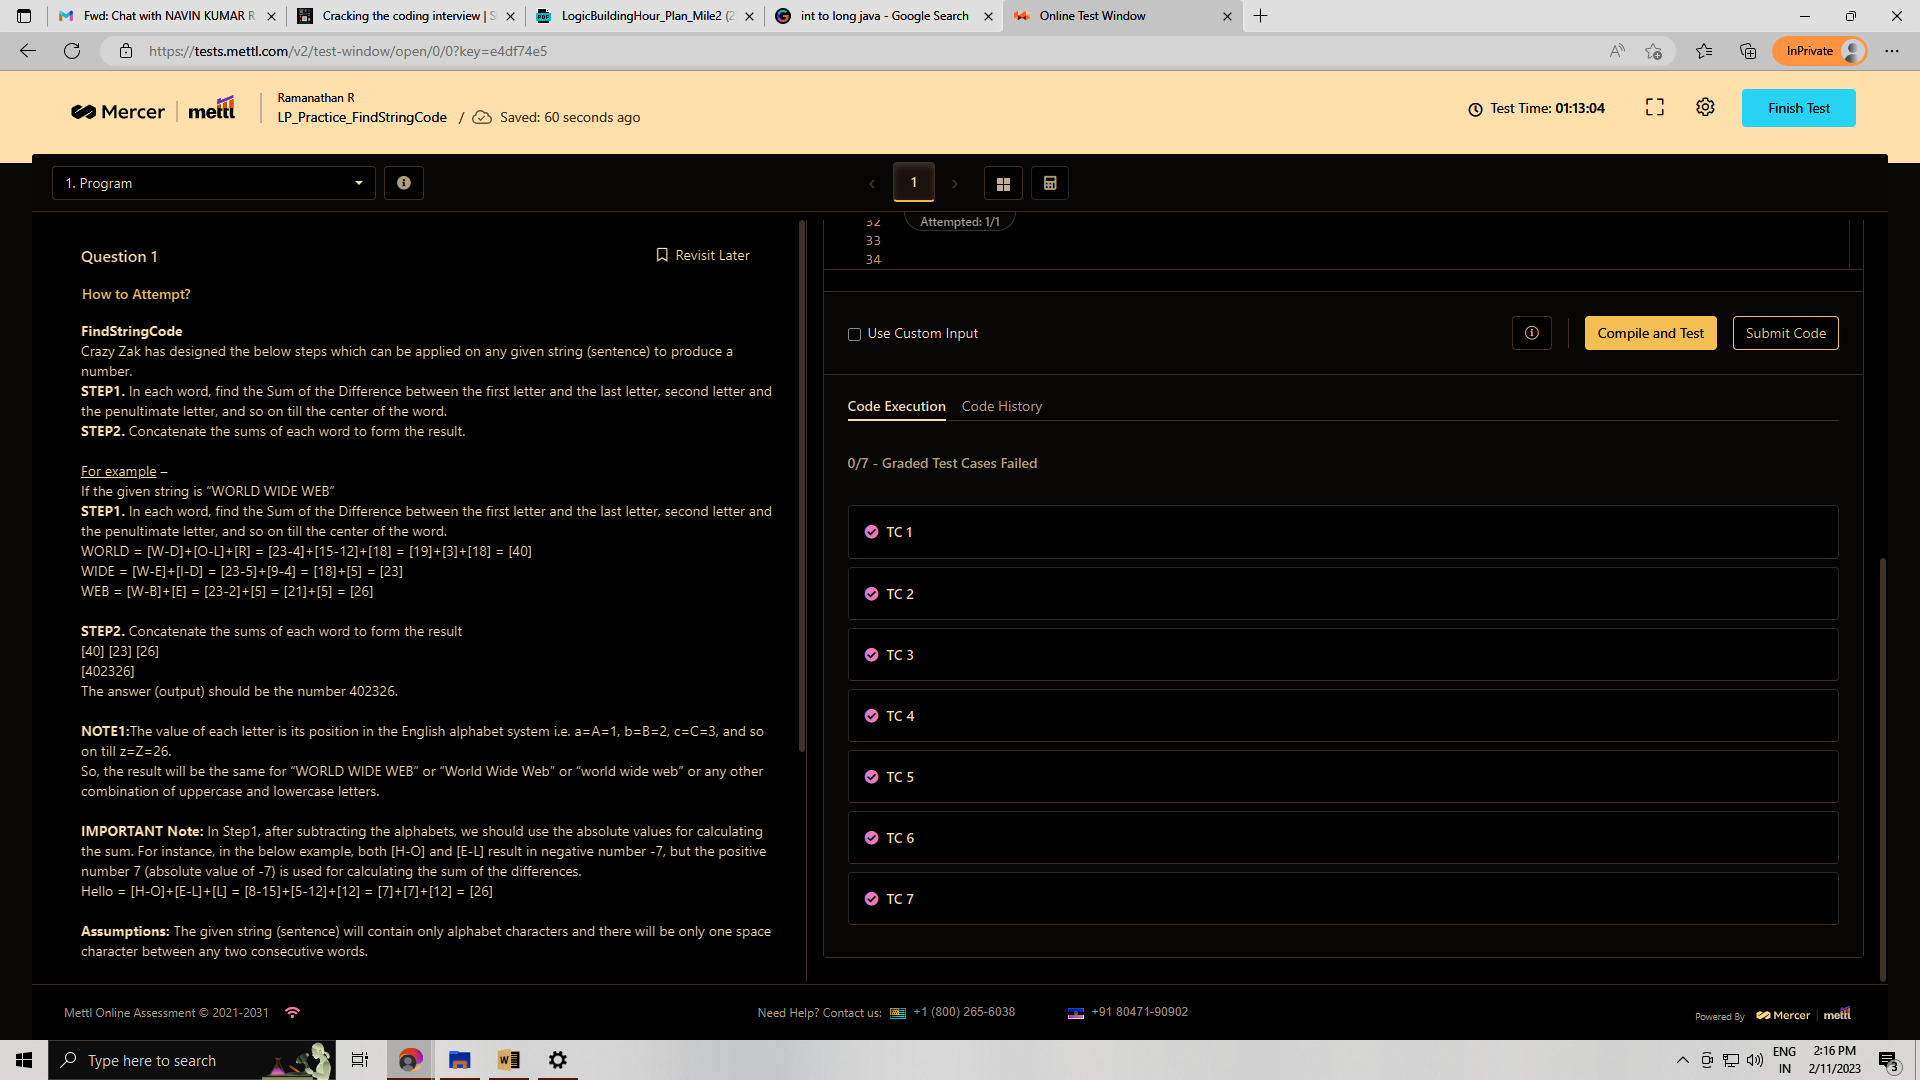 Fwd: Chat with NAVIN KUMAR R
Cracking the coding interview | S
LogicBuildingHour_Plan_Mile2 (2
int to long java - Google Search
Online Test Window
https://tests.mettl.com/v2/test-window/open/0/0?key=e4df74e5
InPrivate
Mercer | mettl
Ramanathan R
LP_Practice_FindStringCode / Saved: 60 seconds ago
Test Time: 01:13:04
Finish Test
1. Program
1
Attempted: 1/1
32
33
34
Question 1
Revisit Later
How to Attempt?
FindStringCode
Crazy Zak has designed the below steps which can be applied on any given string (sentence) to produce a
number.
STEP1. In each word, find the Sum of the Difference between the first letter and the last letter, second letter and
the penultimate letter, and so on till the center of the word.
STEP2. Concatenate the sums of each word to form the result.
For example –
If the given string is “WORLD WIDE WEB”
STEP1. In each word, find the Sum of the Difference between the first letter and the last letter, second letter and
the penultimate letter, and so on till the center of the word.
WORLD = [W-D]+[O-L]+[R] = [23-4]+[15-12]+[18] = [19]+[3]+[18] = [40]
WIDE = [W-E]+[I-D] = [23-5]+[9-4] = [18]+[5] = [23]
WEB = [W-B]+[E] = [23-2]+[5] = [21]+[5] = [26]
STEP2. Concatenate the sums of each word to form the result
[40] [23] [26]
[402326]
The answer (output) should be the number 402326.
NOTE1:The value of each letter is its position in the English alphabet system i.e. a=A=1, b=B=2, c=C=3, and so
on till z=Z=26.
So, the result will be the same for “WORLD WIDE WEB” or “World Wide Web” or “world wide web” or any other
combination of uppercase and lowercase letters.
IMPORTANT Note: In Step1, after subtracting the alphabets, we should use the absolute values for calculating
the sum. For instance, in the below example, both [H-O] and [E-L] result in negative number -7, but the positive
number 7 (absolute value of -7) is used for calculating the sum of the differences.
Hello = [H-O]+[E-L]+[L] = [8-15]+[5-12]+[12] = [7]+[7]+[12] = [26]
Assumptions: The given string (sentence) will contain only alphabet characters and there will be only one space
character between any two consecutive words.
Use Custom Input
Compile and Test
Submit Code
Code Execution
Code History
0/7 - Graded Test Cases Failed
TC 1
TC 2
TC 3
TC 4
TC 5
TC 6
TC 7
Mettl Online Assessment © 2021-2031
Need Help? Contact us: +1 (800) 265-6038
+91 80471-90902
Powered By Mercer | mettl
Type here to search
ENG
IN
2:16 PM
2/11/2023
3